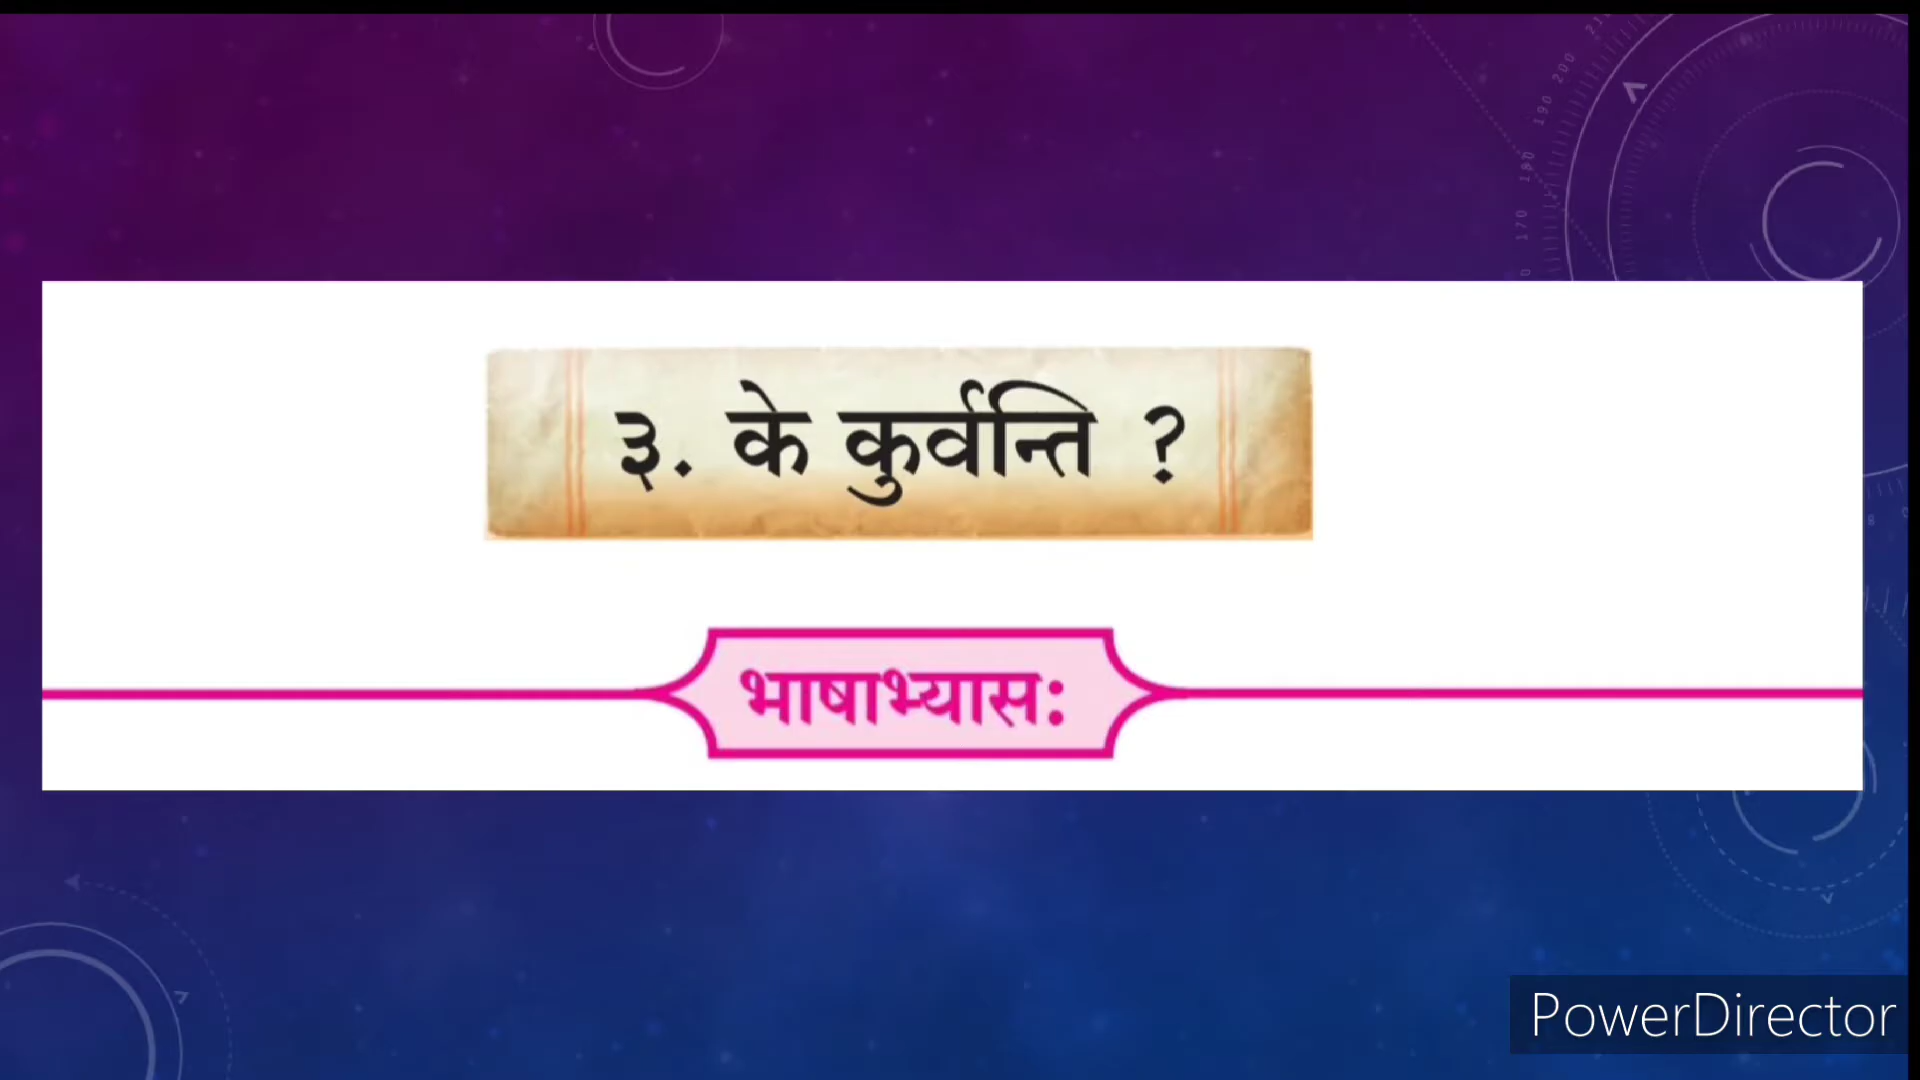 ३. के कुर्वन्ति ?
भाषाभ्यासः
PowerDirector